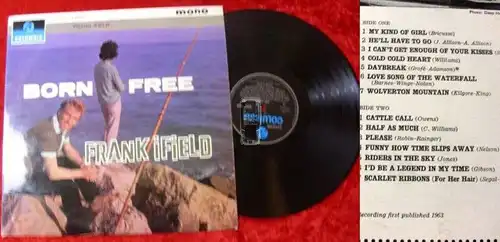 mono
COLUMBIA
FRANK IFIELD
BORN FREE
FRANK IFIELD
COLUMBIA
SIDE ONE
1 MY KIND OF GIRL (Bricusse)
2 HE'LL HAVE TO GO (J. Allison-A. Allison)
3 I CAN'T GET ENOUGH OF YOUR KISSES
4 COLD COLD HEART (Williams)
5 DAYBREAK (Grofé-Adamson)
6 LOVE SONG OF THE WATERFALL
(Barnes-Winge-Nolan)
7 WOLVERTON MOUNTAIN (Kilgore-King)
SIDE TWO
1 CATTLE CALL (Owens)
2 HALF AS MUCH (C. Williams)
3 PLEASE (Robin-Rainger)
4 FUNNY HOW TIME SLIPS AWAY (Nelson)
5 RIDERS IN THE SKY (Jones)
6 I'D BE A LEGEND IN MY TIME (Gibson)
7 SCARLET RIBBONS (For Her Hair) (Segal-
Recording first published 1963